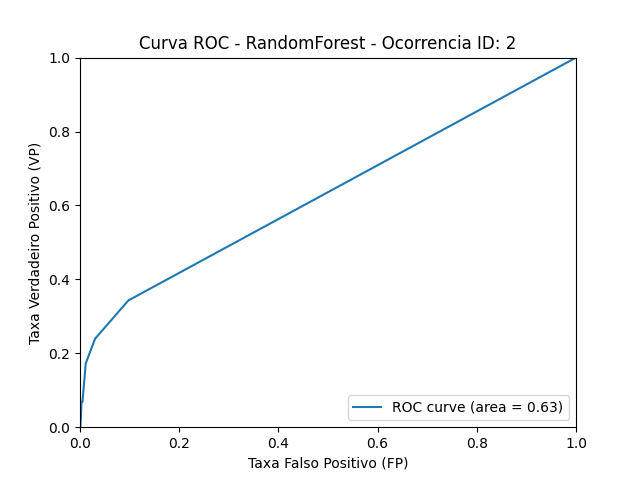 Curva ROC - RandomForest - Ocorrencia ID: 2
Taxa Verdadeiro Positivo (VP)
1.0
0.8
0.6
0.4
0.2
0.0
ROC curve (area = 0.63)
0.0 0.2 0.4 0.6 0.8 1.0
Taxa Falso Positivo (FP)